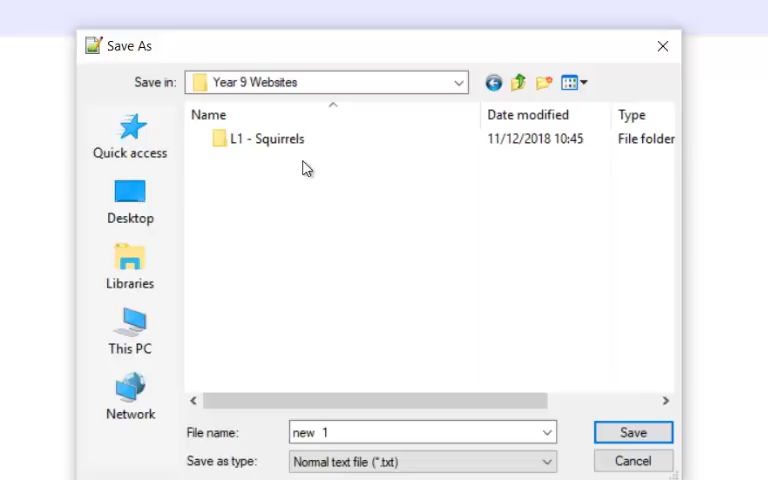 Save As
Save in:
Year 9 Websites
Name
Date modified
Type
L1 - Squirrels
11/12/2018 10:45
File folder
Quick access
Desktop
Libraries
This PC
Network
File name:
new 1
Save
Save as type:
Normal text file (*.txt)
Cancel